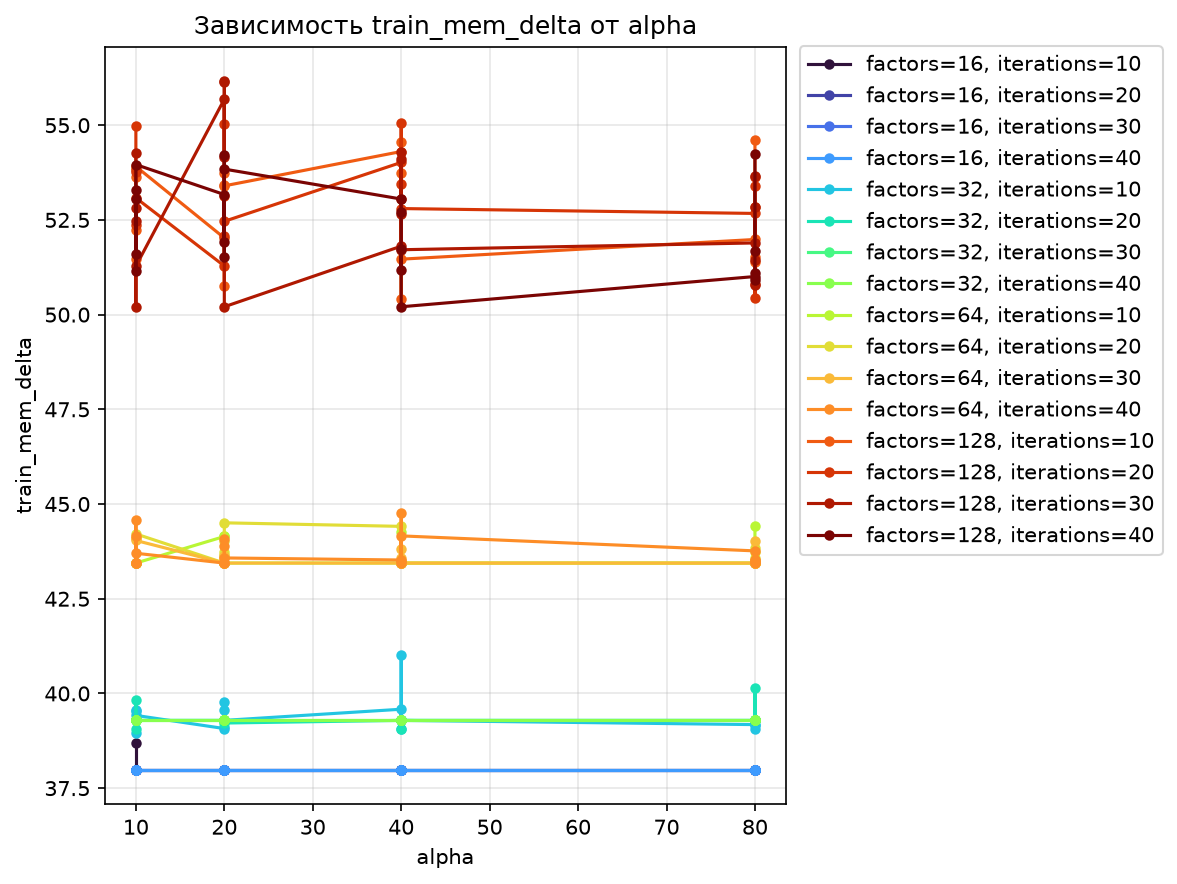 Зависимость train_mem_delta от alpha
55.0
52.5
50.0
47.5
45.0
42.5
40.0
37.5
train_mem_delta
10
20
30
40
50
60
70
80
alpha
factors=16, iterations=10
factors=16, iterations=20
factors=16, iterations=30
factors=16, iterations=40
factors=32, iterations=10
factors=32, iterations=20
factors=32, iterations=30
factors=32, iterations=40
factors=64, iterations=10
factors=64, iterations=20
factors=64, iterations=30
factors=64, iterations=40
factors=128, iterations=10
factors=128, iterations=20
factors=128, iterations=30
factors=128, iterations=40